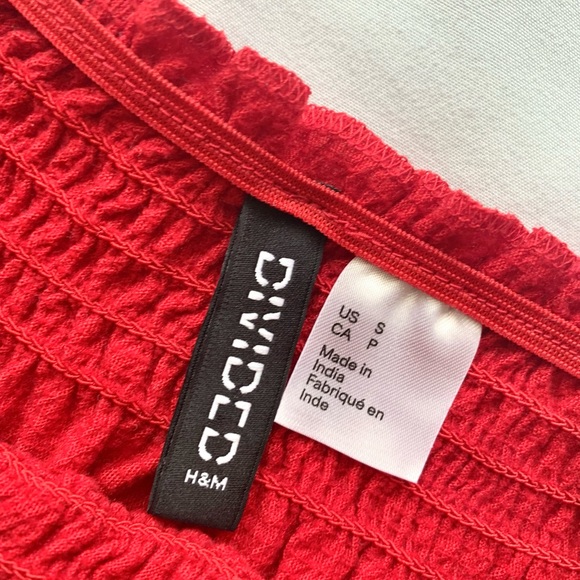 DIVIDED
H&M
US S
CA P
Made in
India
Fabriqué en
Inde